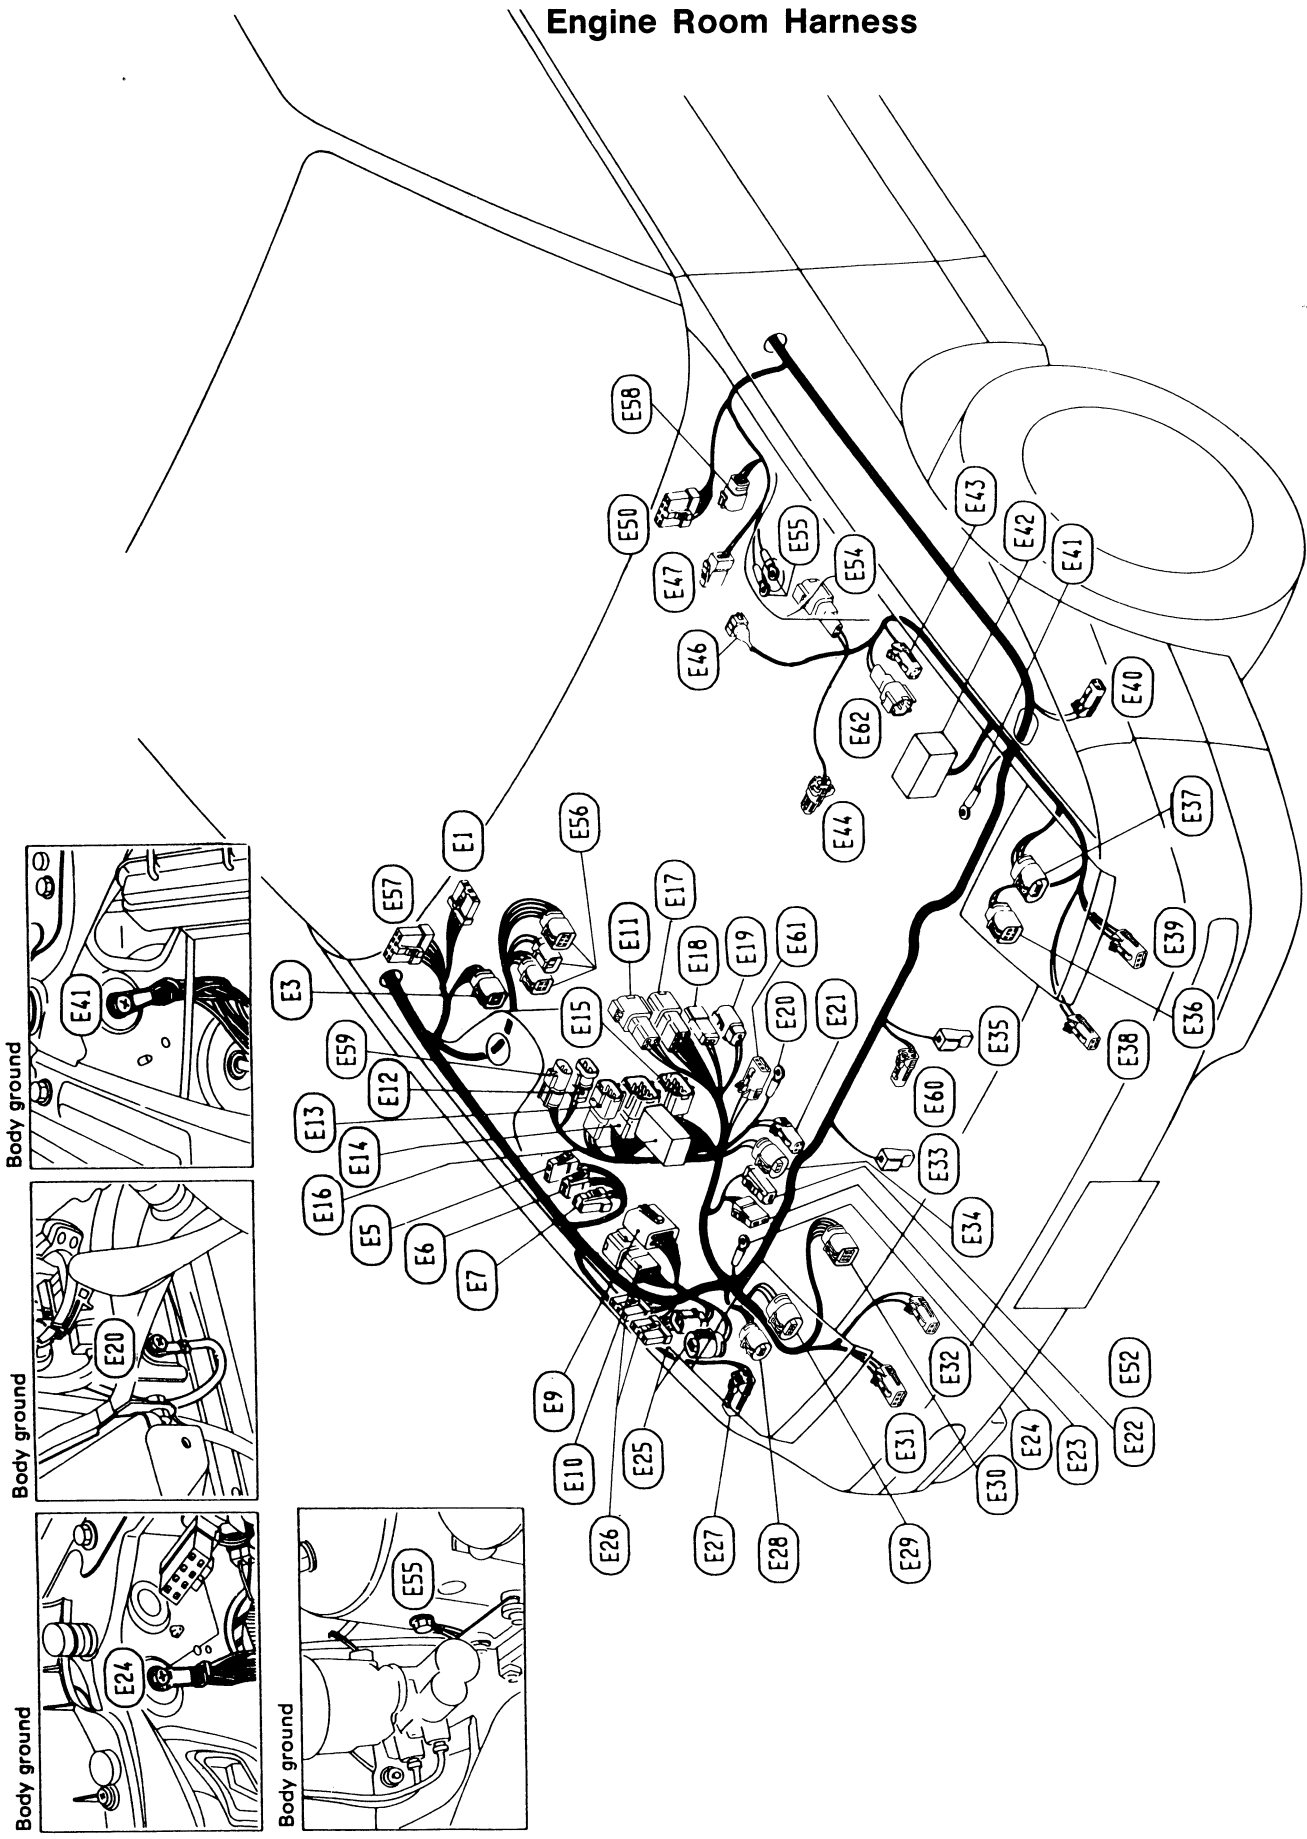 Engine Room Harness
E58
E50
E47
E55
E54
E43
E42
E41
E46
E62
E40
E44
E37
E1
E57
E56
E17
E11
E18
E19
E61
E3
E15
E20
E21
E59
E12
E13
E14
E16
E5
E6
E7
E39
E36
E35
E38
E60
E33
E34
E9
E10
E25
E26
E27
E28
E29
E30
E31
E32
E24
E23
E22
E52
Body ground
E41
Body ground
E20
Body ground
E24
Body ground
E55